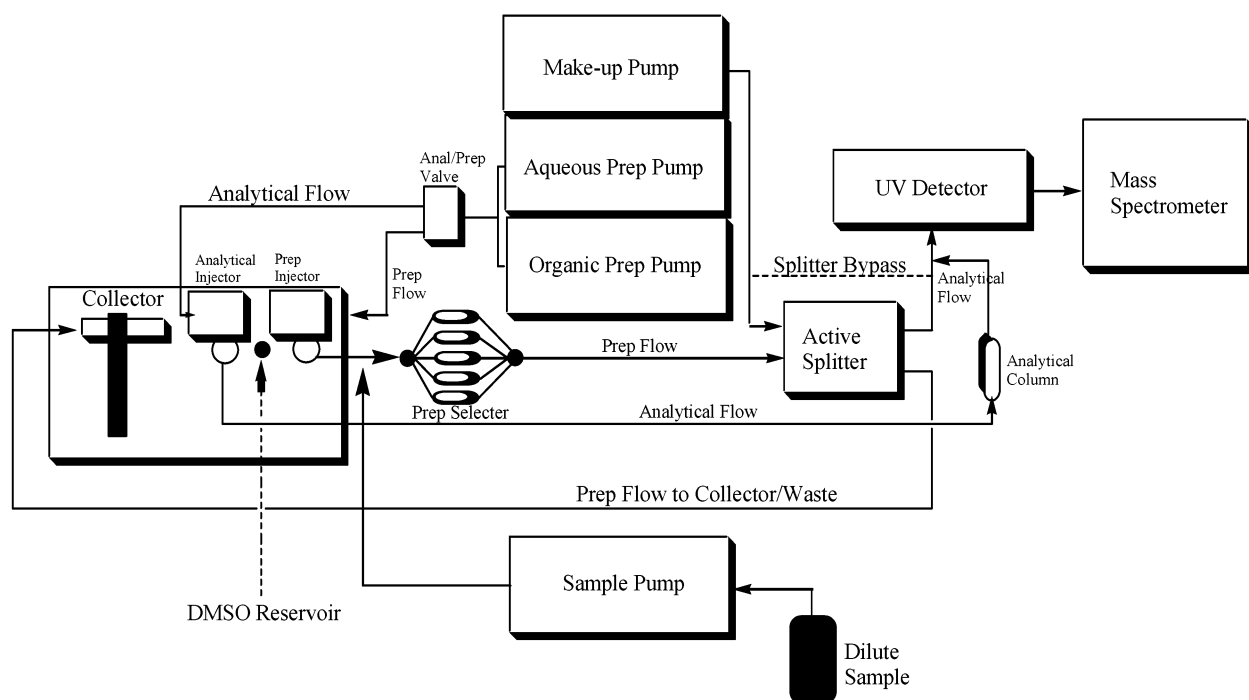 Make-up Pump
Anal/Prep
Valve
Aqueous Prep Pump
UV Detector
Mass
Spectrometer
Analytical Flow
Organic Prep Pump
Splitter Bypass
Analytical
Injector
Prep
Injector
Prep
Flow
Analytical
Flow
Collector
Active
Splitter
Prep Flow
Analytical
Column
Prep Selecter
Analytical Flow
Prep Flow to Collector/Waste
Sample Pump
DMSO Reservoir
Dilute
Sample